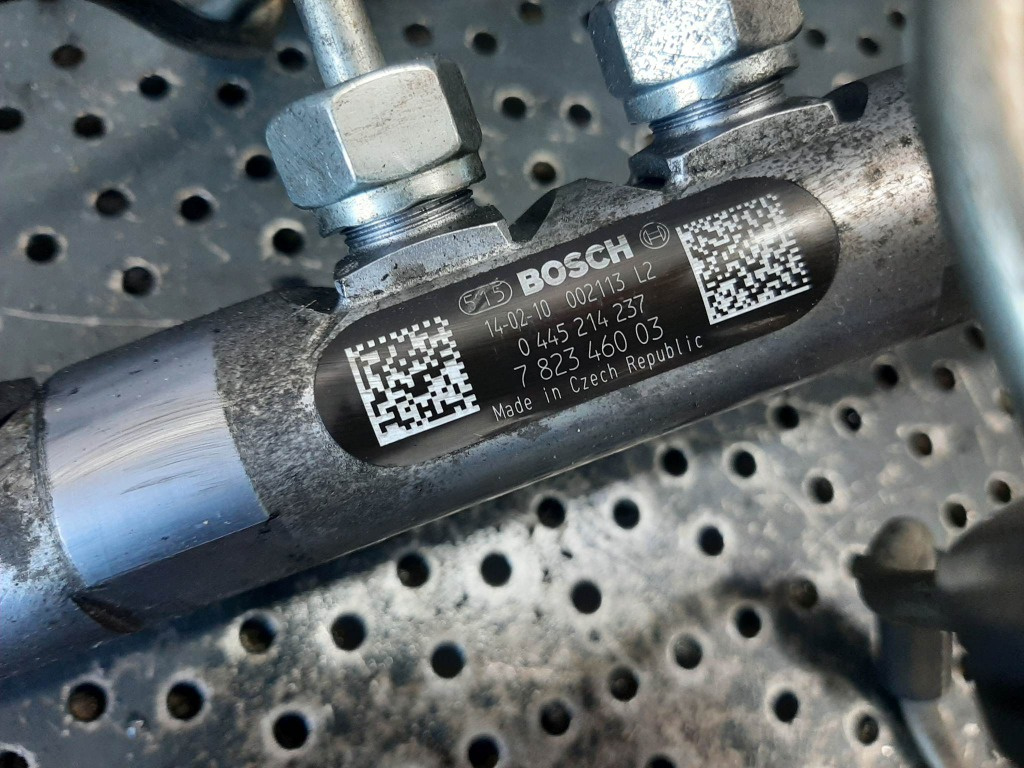 515 BOSCH
14-02-10 002113 L2
0 445 214 237
7 823 460 03
Made in Czech Republic